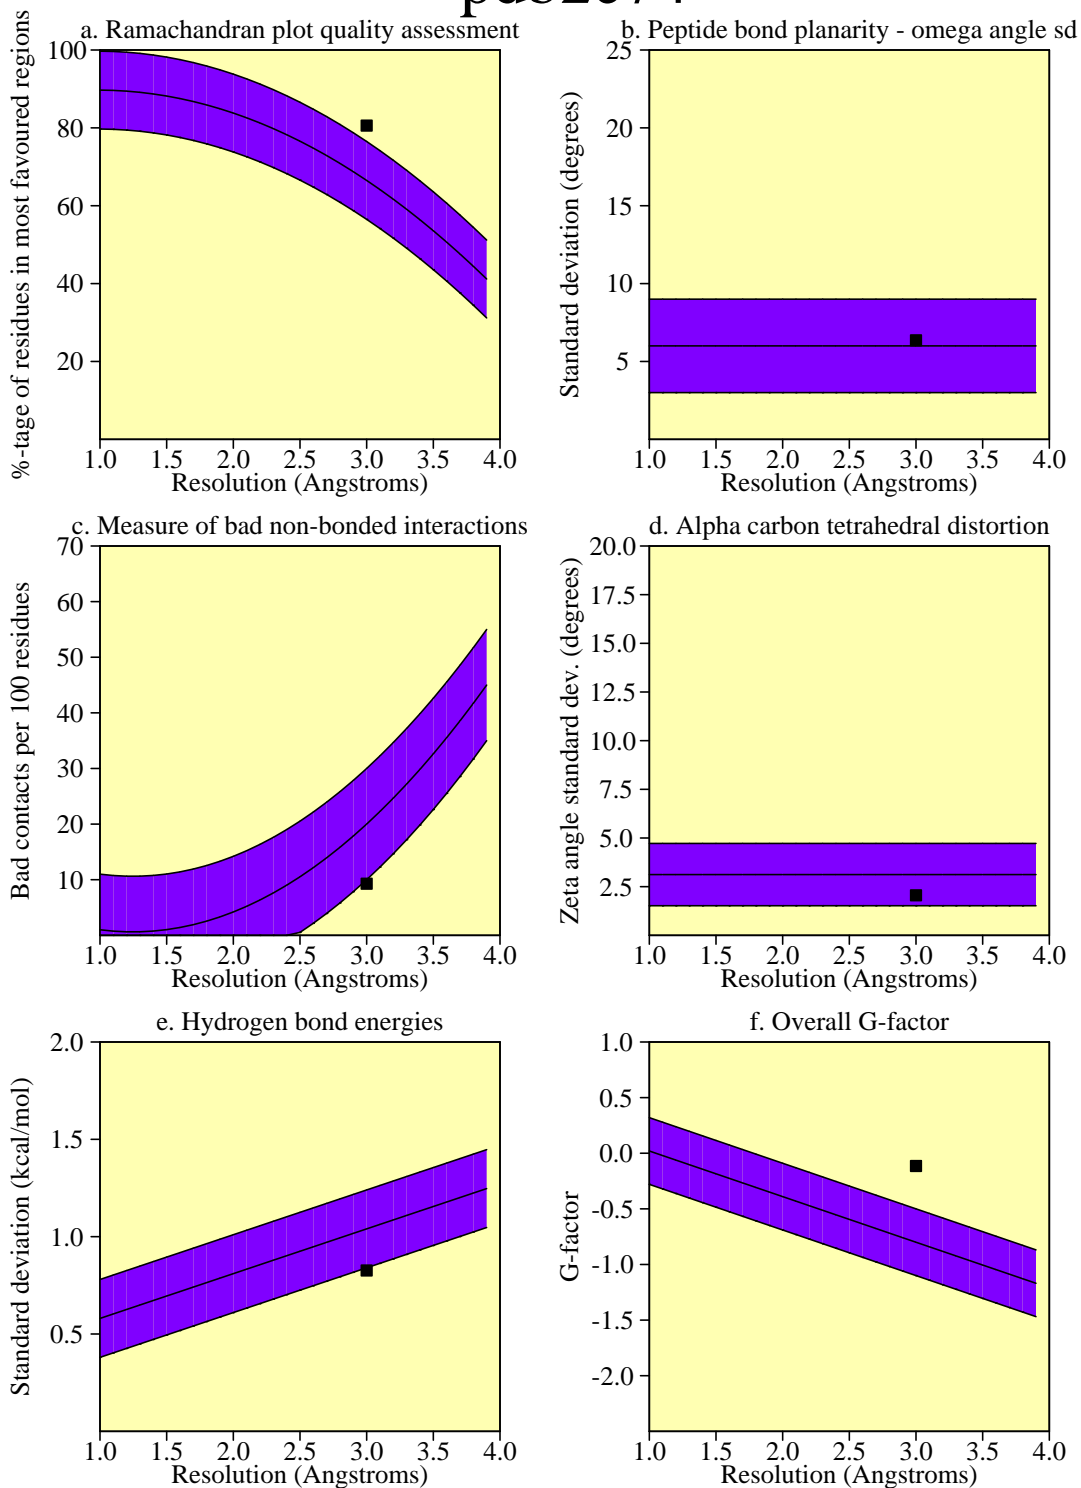 a. Ramachandran plot quality assessment
%-tage of residues in most favoured regions
100
80
60
40
20
1.0 1.5 2.0 2.5 3.0 3.5 4.0
Resolution (Angstroms)
b. Peptide bond planarity - omega angle sd
Standard deviation (degrees)
25
20
15
10
5
1.0 1.5 2.0 2.5 3.0 3.5 4.0
Resolution (Angstroms)
c. Measure of bad non-bonded interactions
Bad contacts per 100 residues
70
60
50
40
30
20
10
1.0 1.5 2.0 2.5 3.0 3.5 4.0
Resolution (Angstroms)
d. Alpha carbon tetrahedral distortion
Zeta angle standard dev. (degrees)
20.0
17.5
15.0
12.5
10.0
7.5
5.0
2.5
1.0 1.5 2.0 2.5 3.0 3.5 4.0
Resolution (Angstroms)
e. Hydrogen bond energies
Standard deviation (kcal/mol)
2.0
1.5
1.0
0.5
1.0 1.5 2.0 2.5 3.0 3.5 4.0
Resolution (Angstroms)
f. Overall G-factor
G-factor
1.0
0.5
0.0
-0.5
-1.0
-1.5
-2.0
1.0 1.5 2.0 2.5 3.0 3.5 4.0
Resolution (Angstroms)